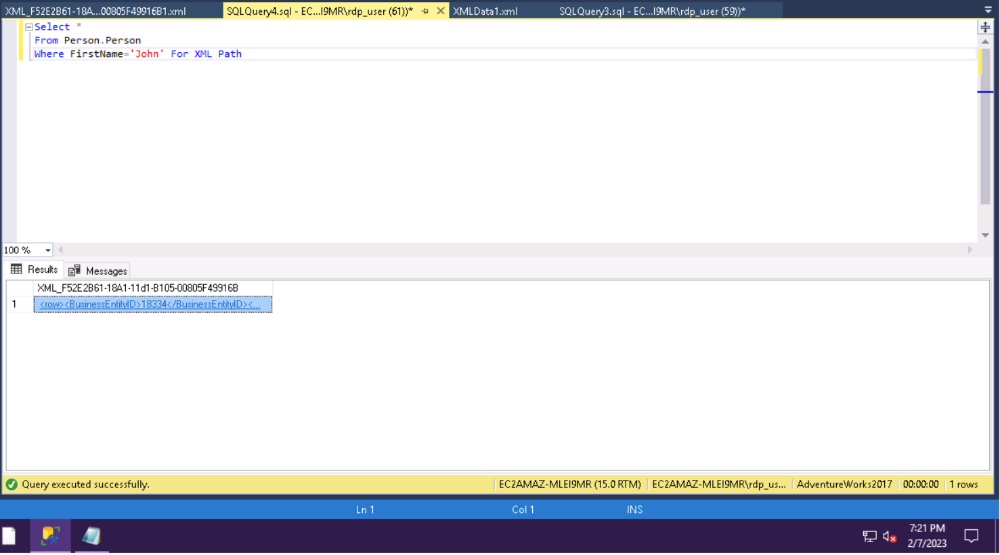 XML_F52E2B61-18A...00805F49916B1.xml SQLQuery4.sql - EC...I9MR\rdp_user (61))* XMLData1.xml SQLQuery3.sql - EC...I9MR\rdp_user (59))*
Select *
From Person.Person
Where FirstName='John' For XML Path
100 %
Results Messages
XML_F52E2B61-18A1-11d1-B105-00805F49916B
1 <row><BusinessEntityID>18334</BusinessEntityID><...
Query executed successfully. EC2AMAZ-MLEI9MR (15.0 RTM) EC2AMAZ-MLEI9MR\rdp_us... AdventureWorks2017 00:00:00 1 rows
Ln 1 Col 1 INS
7:21 PM
2/7/2023